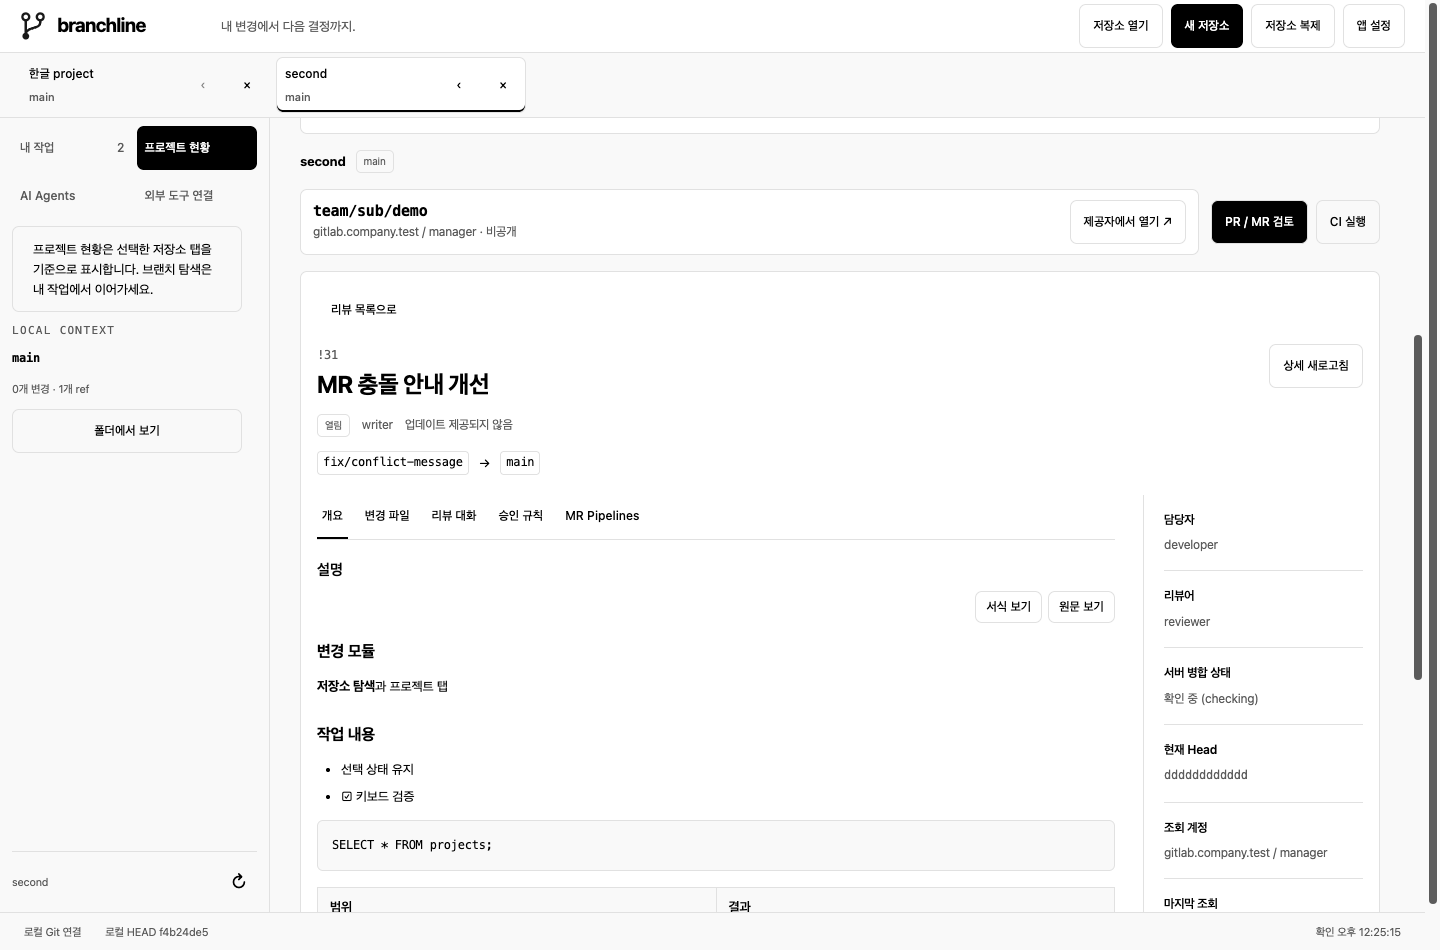 branchline
내 변경에서 다음 결정까지.
저장소 열기
새 저장소
저장소 복제
앱 설정
한글 project
main
‹
×
second
main
‹
×
내 작업
2
프로젝트 현황
AI Agents
외부 도구 연결
프로젝트 현황은 선택한 저장소 탭을
기준으로 표시합니다. 브랜치 탐색은
내 작업에서 이어가세요.
LOCAL CONTEXT
main
0개 변경 · 1개 ref
폴더에서 보기
second
second
main
team/sub/demo
gitlab.company.test / manager · 비공개
제공자에서 열기 ↗
PR / MR 검토
CI 실행
리뷰 목록으로
!31
MR 충돌 안내 개선
상세 새로고침
열림
writer
업데이트 제공되지 않음
fix/conflict-message → main
개요
변경 파일
리뷰 대화
승인 규칙
MR Pipelines
설명
서식 보기
원문 보기
변경 모듈
저장소 탐색과 프로젝트 탭
작업 내용
• 선택 상태 유지
• ☑ 키보드 검증
SELECT * FROM projects;
범위
결과
담당자
developer
리뷰어
reviewer
서버 병합 상태
확인 중 (checking)
현재 Head
dddddddddddd
조회 계정
gitlab.company.test / manager
마지막 조회
로컬 Git 연결
로컬 HEAD f4b24de5
확인 오후 12:25:15